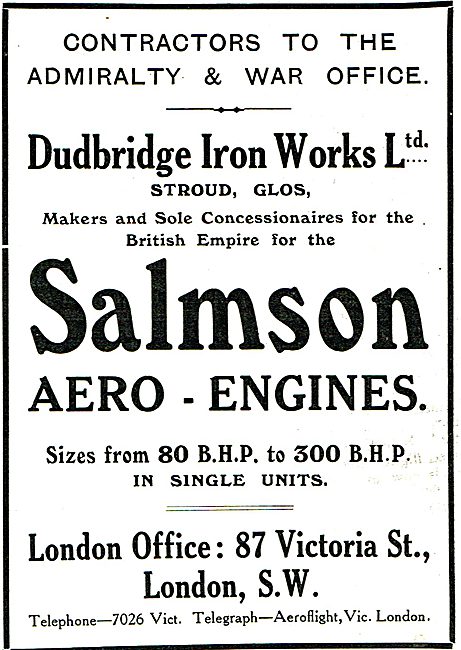 CONTRACTORS TO THE
ADMIRALTY & WAR OFFICE.
Dudbridge Iron Works Ltd.
STROUD, GLOS,
Makers and Sole Concessionaires for the
British Empire for the
Salmson
AERO - ENGINES.
Sizes from 80 B.H.P. to 300 B.H.P.
IN SINGLE UNITS.
London Office: 87 Victoria St.,
London, S.W.
Telephone—7026 Vict. Telegraph—Aeroflight, Vic. London.